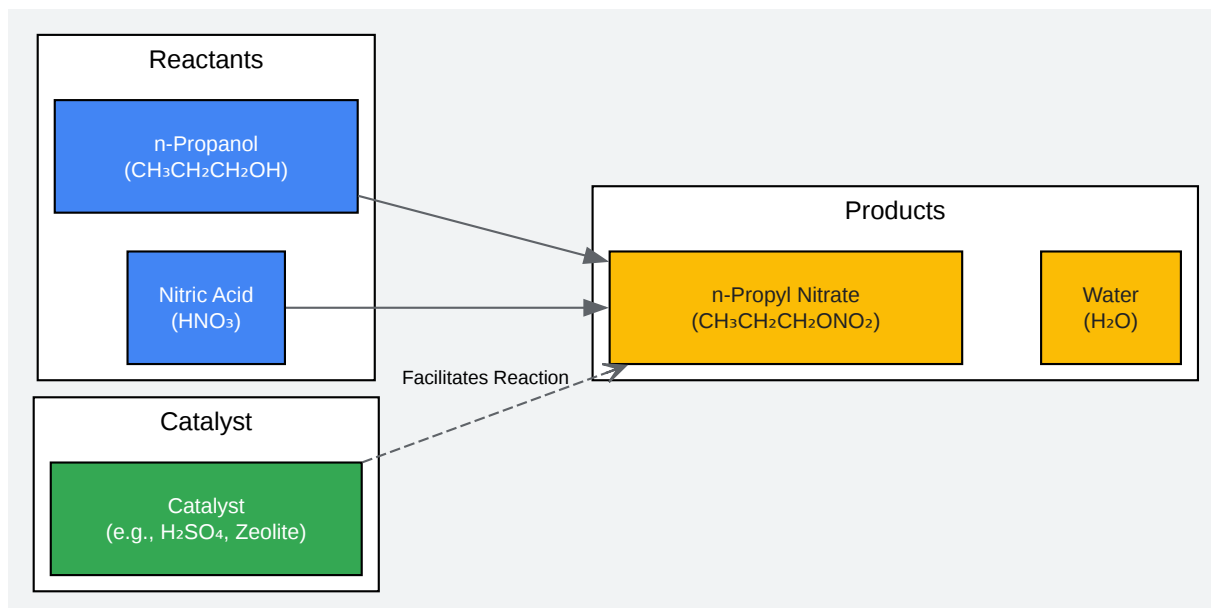 Reactants
n-Propanol
(CH₃CH₂CH₂OH)
Nitric Acid
(HNO₃)
Products
n-Propyl Nitrate
(CH₃CH₂CH₂ONO₂)
Water
(H₂O)
Facilitates Reaction
Catalyst
Catalyst
(e.g., H₂SO₄, Zeolite)